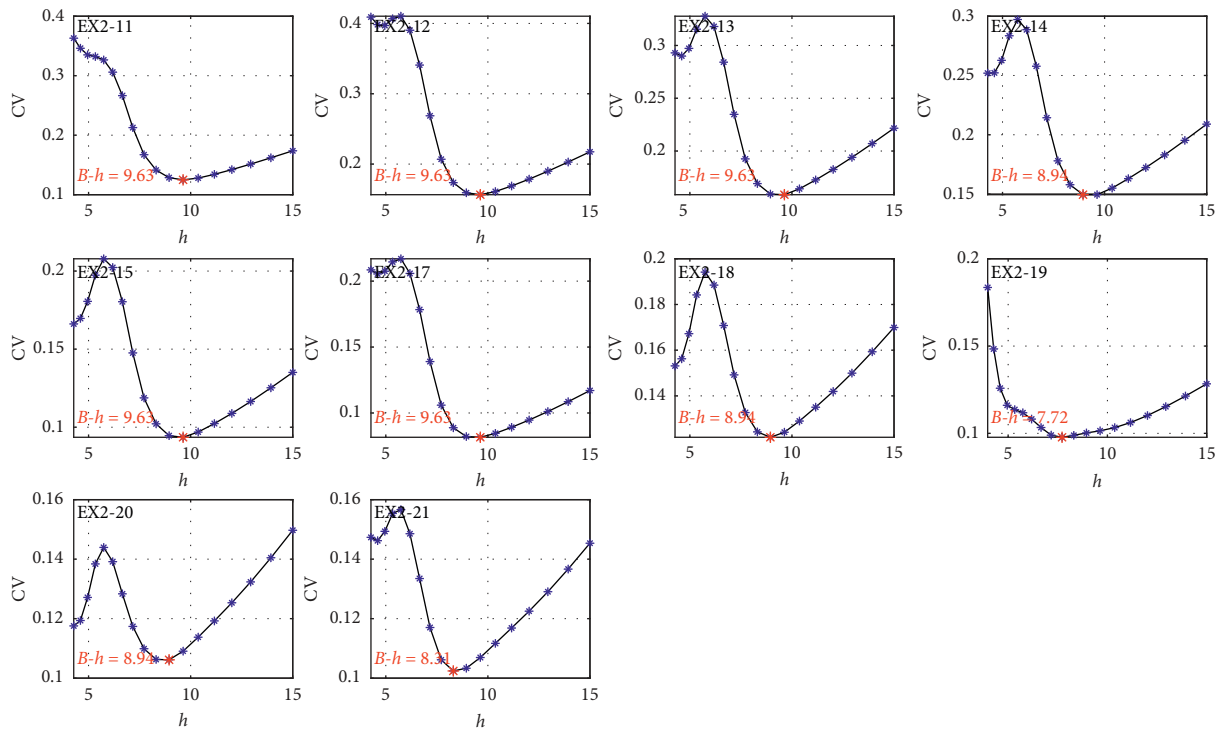 EX2-11
CV
0.4
0.3
0.2
0.1
B-h = 9.63
5
10
15
h
EX2-12
CV
0.4
0.3
0.2
B-h = 9.63
5
10
15
h
EX2-13
CV
0.3
0.25
0.2
B-h = 9.63
5
10
15
h
EX2-14
CV
0.3
0.25
0.2
0.15
B-h = 8.94
5
10
15
h
EX2-15
CV
0.2
0.15
0.1
B-h = 9.63
5
10
15
h
EX2-17
CV
0.2
0.15
0.1
B-h = 9.63
5
10
15
h
EX2-18
CV
0.2
0.18
0.16
0.14
B-h = 8.94
5
10
15
h
EX2-19
CV
0.2
0.15
0.1
B-h = 7.72
5
10
15
h
EX2-20
CV
0.16
0.14
0.12
0.1
B-h = 8.94
5
10
15
h
EX2-21
CV
0.16
0.14
0.12
0.1
B-h = 8.31
5
10
15
h